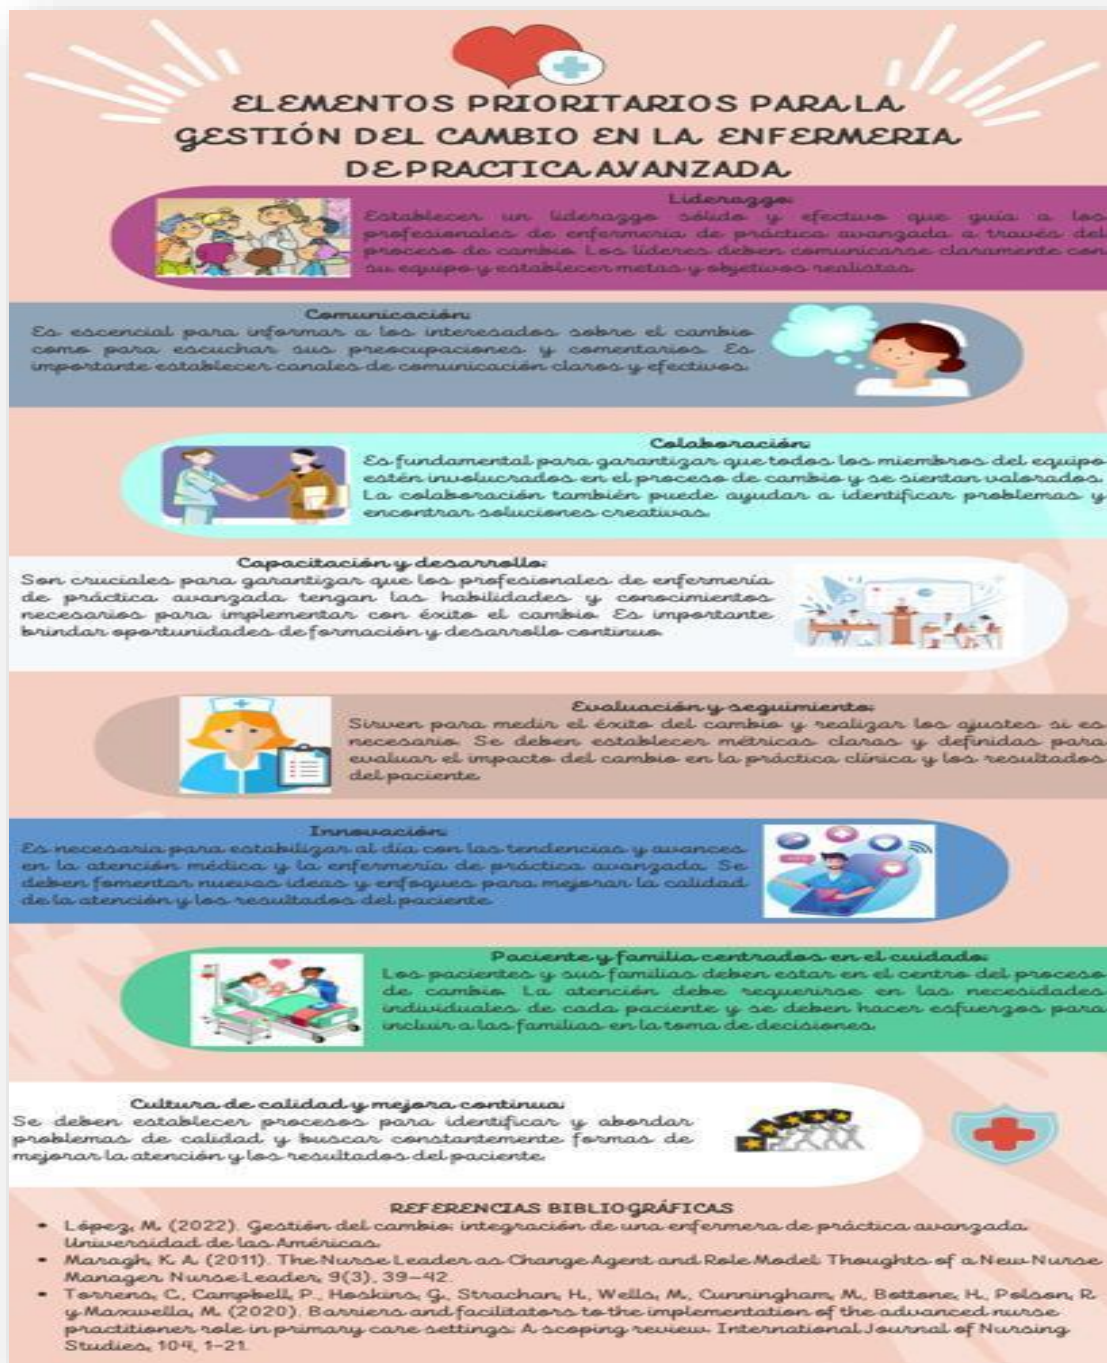 ELEMENTOS PRIORITARIOS PARA LA
GESTIÓN DEL CAMBIO EN LA ENFERMERIA
DE PRACTICA AVANZADA
Liderazgo:
Establecer un liderazgo sólido y efectivo que guía a los
profesionales de enfermería de práctica avanzada a través del
proceso de cambio. Los líderes deben comunicarse claramente con
su equipo y establecer metas y objetivos realistas.
Comunicación:
Es escencial para informar a los interesados sobre el cambio
como para escuchar sus preocupaciones y comentarios. Es
importante establecer canales de comunicación claros y efectivos.
Colaboración:
Es fundamental para garantizar que todos los miembros del equipo
estén involucrados en el proceso de cambio y se sientan valorados.
La colaboración también puede ayudar a identificar problemas y
encontrar soluciones creativas.
Capacitación y desarrollo:
Son cruciales para garantizar que los profesionales de enfermería
de práctica avanzada tengan las habilidades y conocimientos
necesarios para implementar con éxito el cambio. Es importante
brindar oportunidades de formación y desarrollo continuo.
Evaluación y seguimiento:
Sirven para medir el éxito del cambio y realizar los ajustes si es
necesario. Se deben establecer métricas claras y definidas para
evaluar el impacto del cambio en la práctica clínica y los resultados
del paciente.
Innovación:
Es necesaria para estabilizar al día con las tendencias y avances
en la atención médica y la enfermería de práctica avanzada. Se
deben fomentar nuevas ideas y enfoques para mejorar la calidad
de la atención y los resultados del paciente.
Paciente y familia centrados en el cuidado:
Los pacientes y sus familias deben estar en el centro del proceso
de cambio. La atención debe requerirse en las necesidades
individuales de cada paciente y se deben hacer esfuerzos para
incluir a las familias en la toma de decisiones.
Cultura de calidad y mejora continua:
Se deben establecer procesos para identificar y abordar
problemas de calidad y buscar constantemente formas de
mejorar la atención y los resultados del paciente.
REFERENCIAS BIBLIOGRÁFICAS
• López, M. (2022). Gestión del cambio: integración de una enfermera de práctica avanzada.
Universidad de las Américas.
• Maragh, K. A. (2011). The Nurse Leader as Change Agent and Role Model: Thoughts of a New Nurse
Manager. Nurse Leader, 9(3), 39–42.
• Torrens, C., Campbell, P., Hoskins, G., Strachan, H., Wells, M., Cunningham, M., Bottone, H., Polson, R.
y Maxwella, M. (2020). Barriers and facilitators to the implementation of the advanced nurse
practitioner role in primary care settings: A scoping review. International Journal of Nursing
Studies, 104, 1-21.